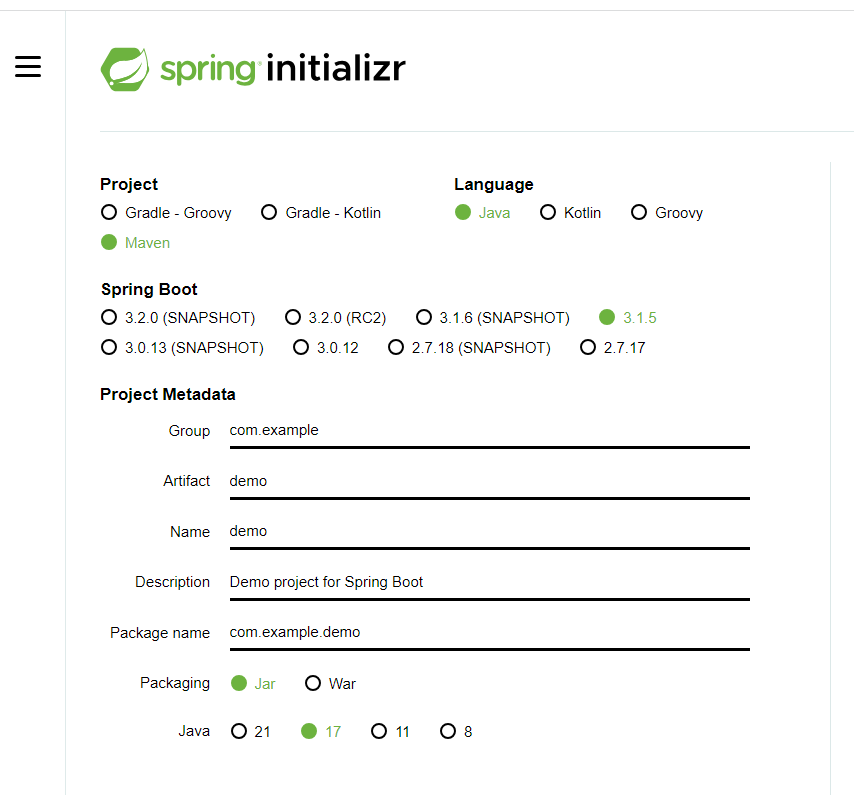 spring initializr
Project
Gradle - Groovy Gradle - Kotlin
Maven
Language
Java Kotlin Groovy
Spring Boot
3.2.0 (SNAPSHOT) 3.2.0 (RC2) 3.1.6 (SNAPSHOT) 3.1.5
3.0.13 (SNAPSHOT) 3.0.12 2.7.18 (SNAPSHOT) 2.7.17
Project Metadata
Group com.example
Artifact demo
Name demo
Description Demo project for Spring Boot
Package name com.example.demo
Packaging Jar War
Java 21 17 11 8